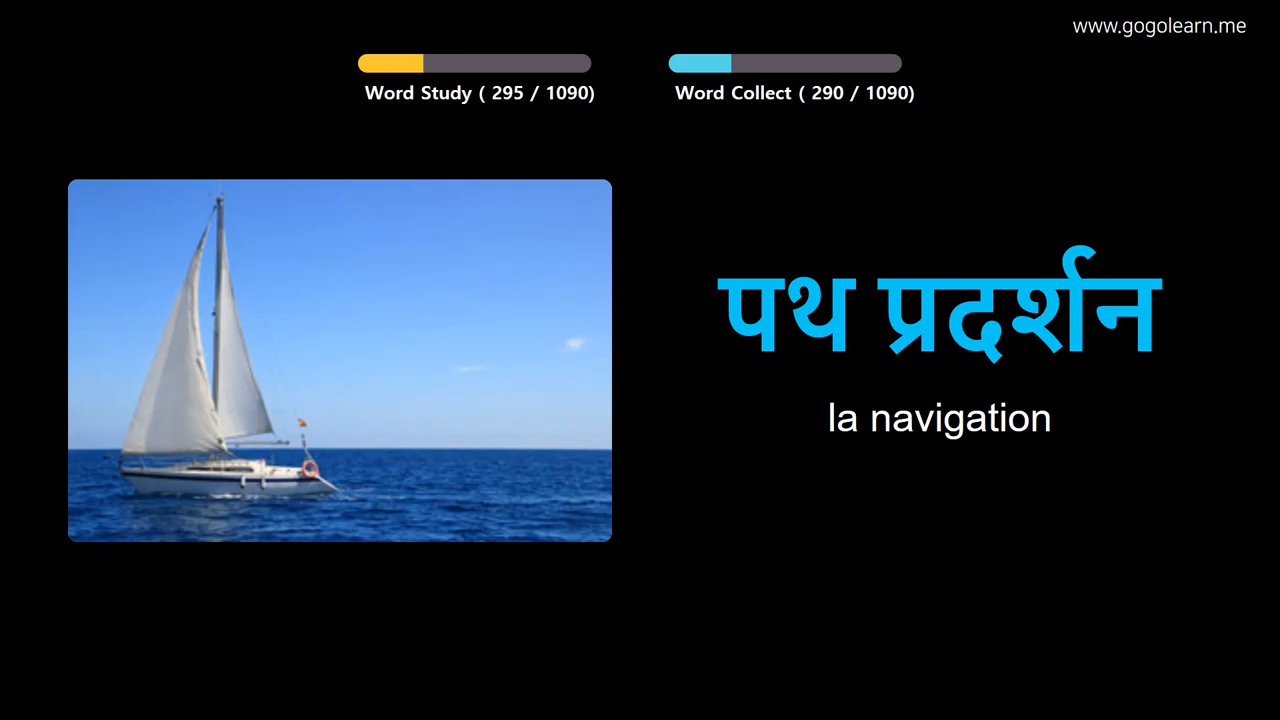 www.gogolearn.me
Word Study ( 295 / 1090)
Word Collect ( 290 / 1090)
पथ प्रदर्शन
la navigation